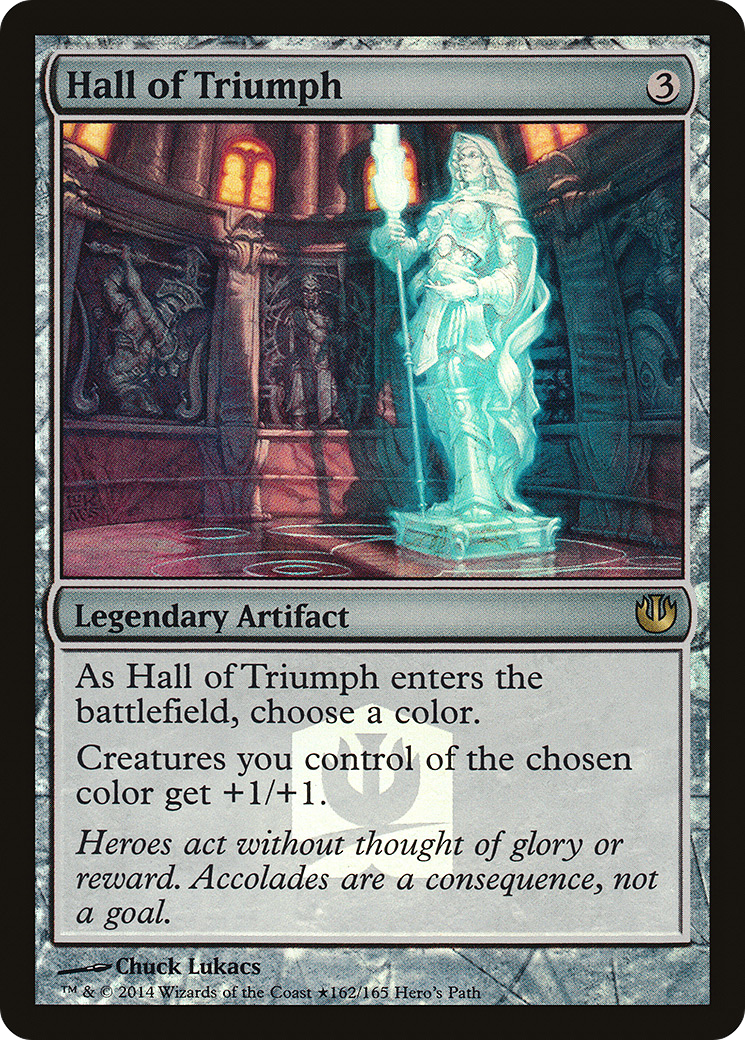 Hall of Triumph 3
Legendary Artifact
As Hall of Triumph enters the
battlefield, choose a color.
Creatures you control of the chosen
color get +1/+1.
Heroes act without thought of glory or
reward. Accolades are a consequence, not
a goal.
Chuck Lukacs
™ & © 2014 Wizards of the Coast ★162/165 Hero's Path